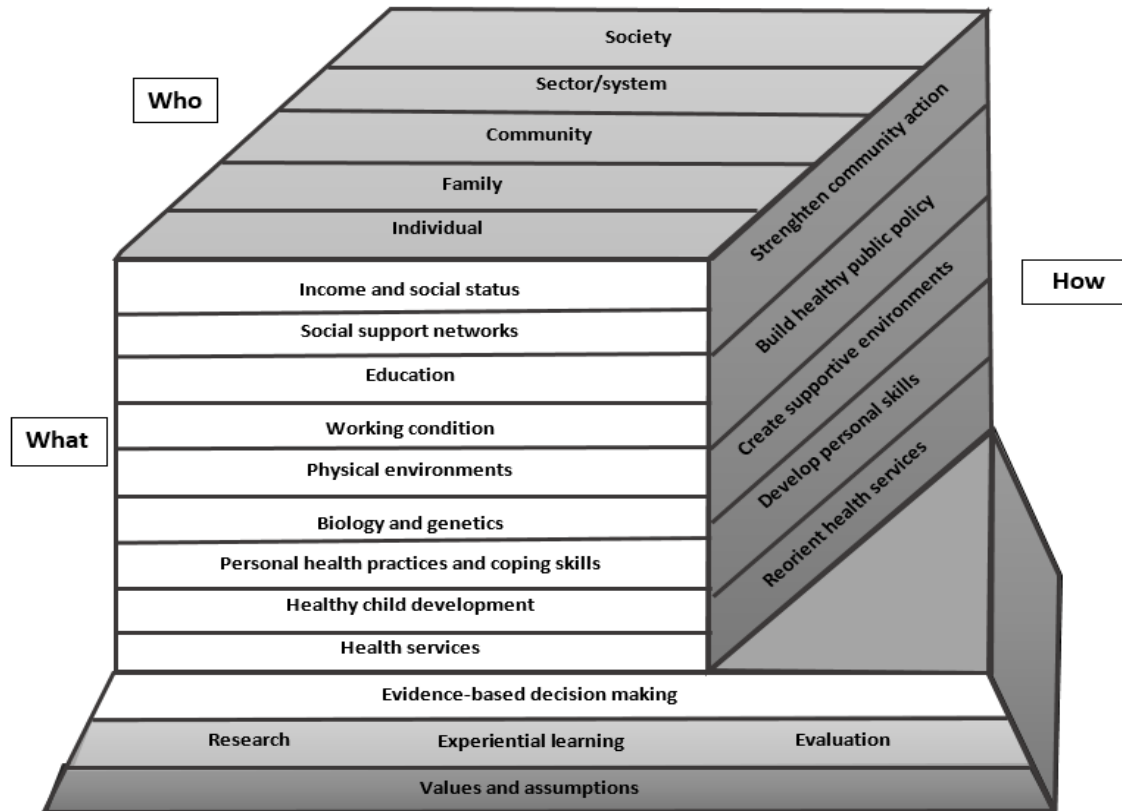 Society
Sector/system
Who
Community
Family
Individual
Strenghten community action
Build healthy public policy
Create supportive environments
Develop personal skills
Reorient health services
How
Income and social status
Social support networks
Education
Working condition
What
Physical environments
Biology and genetics
Personal health practices and coping skills
Healthy child development
Health services
Evidence-based decision making
Research Experiential learning Evaluation
Values and assumptions